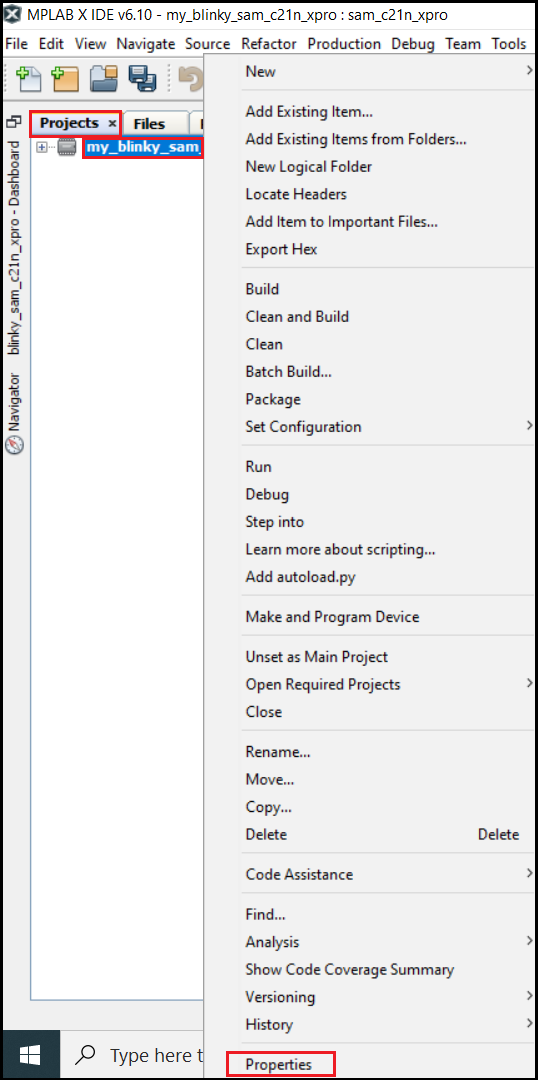 MPLAB X IDE v6.10 - my_blinky_sam_c21n_xpro : sam_c21n_xpro
File Edit View Navigate Source Refactor Production Debug Team Tools
Projects × Files
my_blinky_sam_
blinky_sam_c21n_xpro - Dashboard
Navigator
New
Add Existing Item...
Add Existing Items from Folders...
New Logical Folder
Locate Headers
Add Item to Important Files...
Export Hex
Build
Clean and Build
Clean
Batch Build...
Package
Set Configuration
Run
Debug
Step into
Learn more about scripting...
Add autoload.py
Make and Program Device
Unset as Main Project
Open Required Projects
Close
Rename...
Move...
Copy...
Delete Delete
Code Assistance
Find...
Analysis
Show Code Coverage Summary
Versioning
History
Properties
Type here t